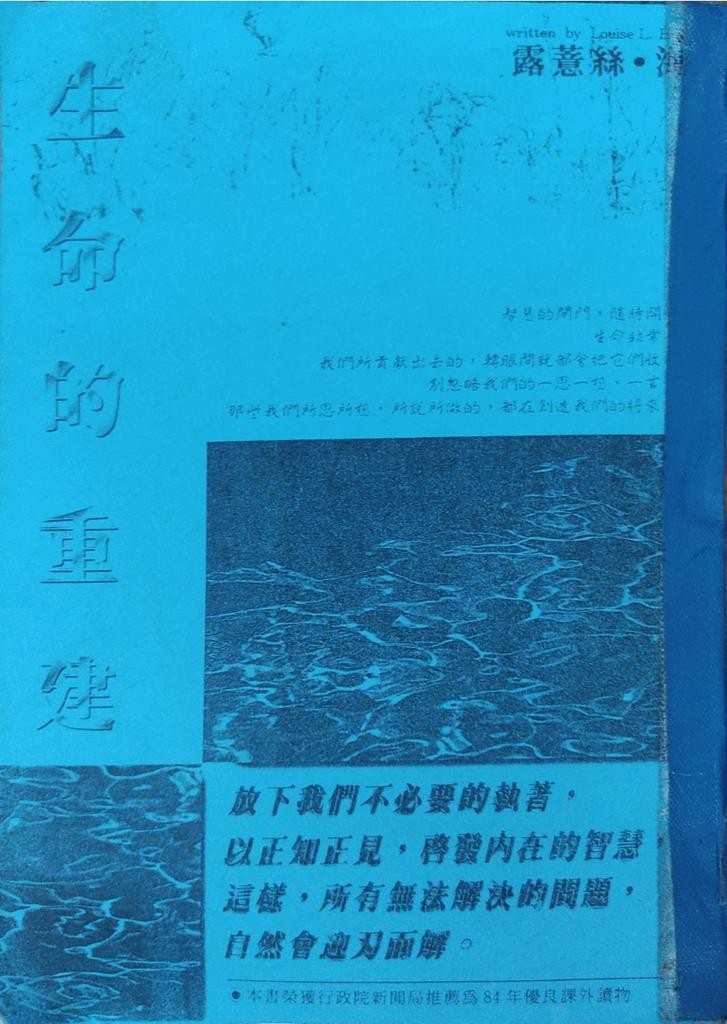 written by Louise L.
露薏絲・
生命的重建
智慧的閘門，隨時開
生命非常
我們所貢獻出去的，轉眼間就都會把它們收
別忽略我們的一思一想，一言
那些我們所思所想，所說所做的，都在創造我們的將來
放下我們不必要的執著，
以正知正見，啓發內在的智慧
這樣，所有無法解決的問題，
自然會迎刃而解。
●本書榮獲行政院新聞局推薦爲84年優良課外讀物